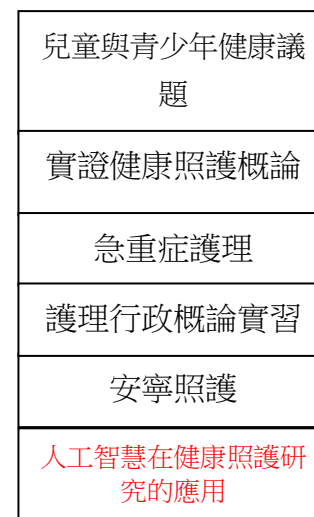 兒童與青少年健康議
題
實證健康照護概論
急重症護理
護理行政概論實習
安寧照護
人工智慧在健康照護研
究的應用